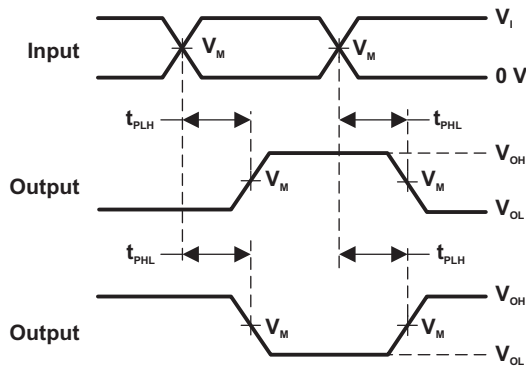 V_I
Input V_M V_M
0 V
t_PLH t_PHL
V_OH
Output V_M V_M
V_OL
t_PHL t_PLH
V_OH
Output V_M V_M
V_OL